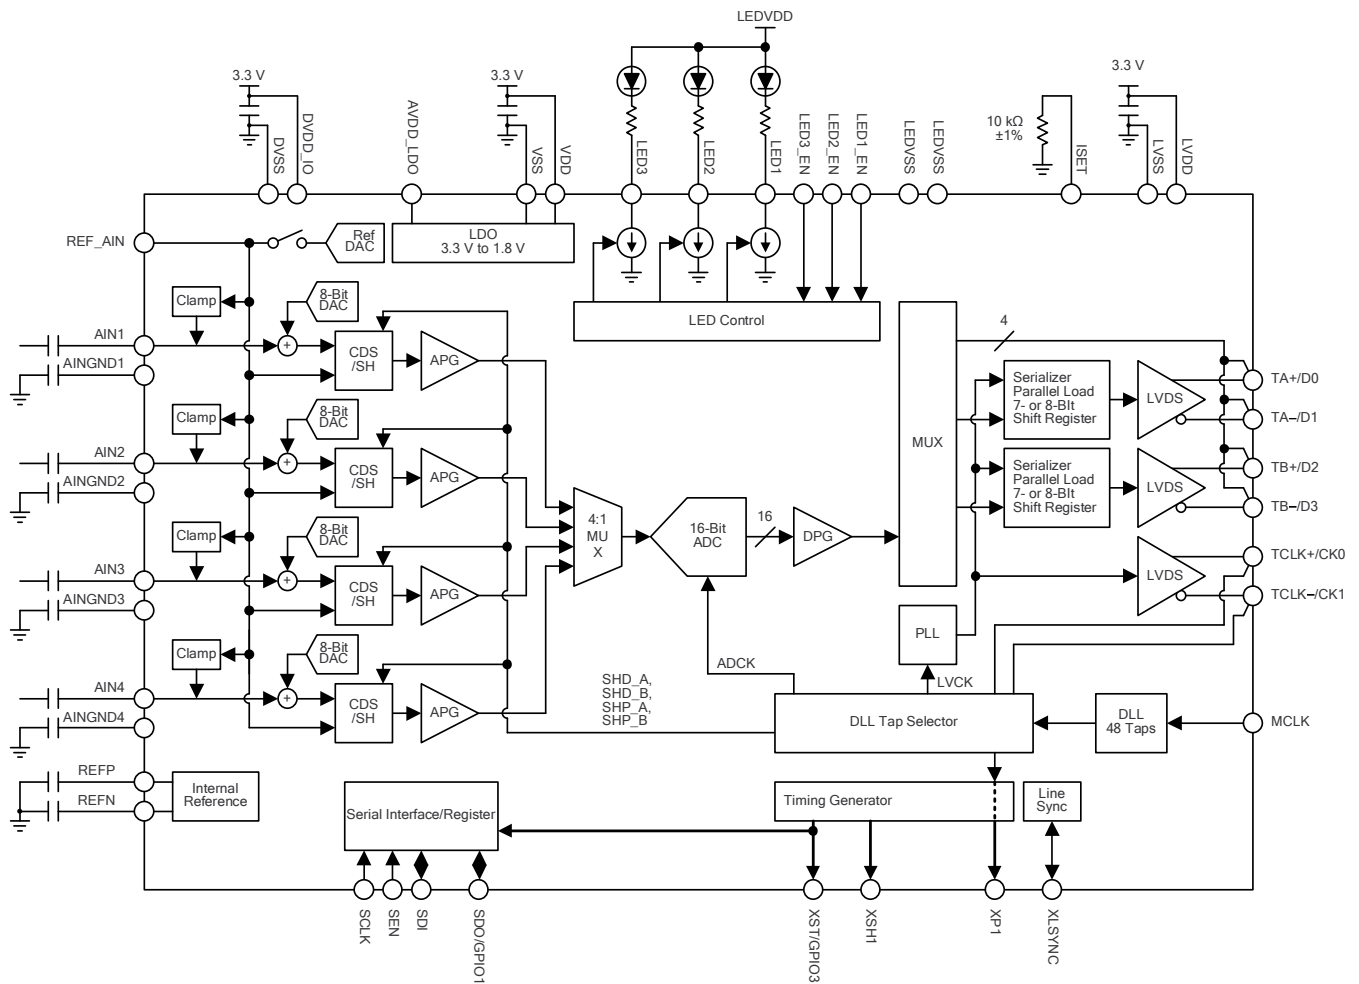 LEDVDD
3.3 V
3.3 V
3.3 V
10 kΩ
±1%
DVSS
DVDD_IO
AVDD_LDO
VSS
VDD
LED3
LED2
LED1
LED3_EN
LED2_EN
LED1_EN
LEDVSS
LEDVSS
ISET
LVSS
LVDD
REF_AIN
Ref
DAC
LDO
3.3 V to 1.8 V
Clamp
8-Bit
DAC
LED Control
AIN1
AINGND1
CDS
/SH
APG
4
Serializer
Parallel Load
7- or 8-BIt
Shift Register
LVDS
TA+/D0
TA–/D1
Clamp
8-Bit
DAC
MUX
AIN2
AINGND2
CDS
/SH
APG
Serializer
Parallel Load
7- or 8-BIt
Shift Register
LVDS
TB+/D2
TB–/D3
4:1
MU
X
16-Bit
ADC
16
DPG
Clamp
8-Bit
DAC
AIN3
AINGND3
CDS
/SH
APG
LVDS
TCLK+/CK0
TCLK–/CK1
PLL
Clamp
8-Bit
DAC
ADCK
LVCK
AIN4
AINGND4
CDS
/SH
APG
SHD_A,
SHD_B,
SHP_A,
SHP_B
DLL Tap Selector
DLL
48 Taps
MCLK
REFP
REFN
Internal
Reference
Serial Interface/Register
Timing Generator
Line
Sync
SCLK
SEN
SDI
SDO/GPIO1
XST/GPIO3
XSH1
XP1
XLSYNC
+
+
+
+